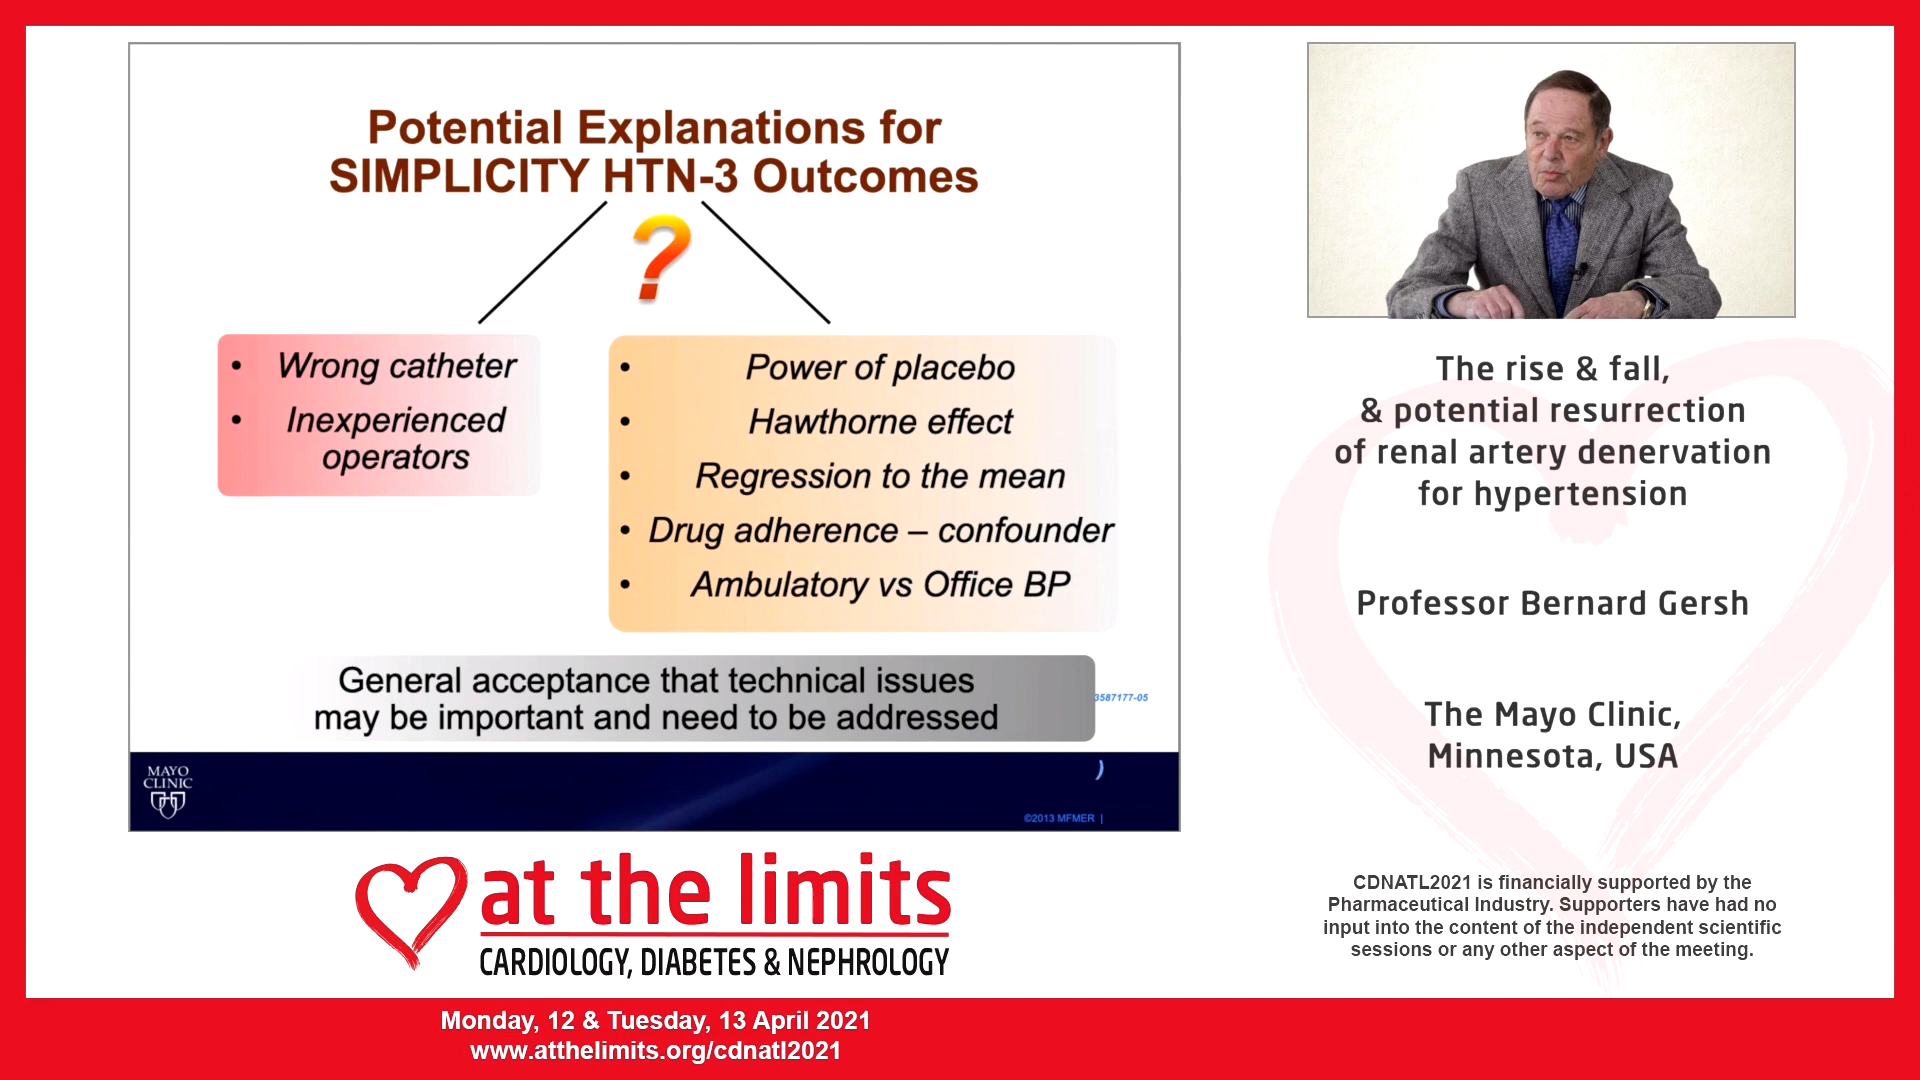 Potential Explanations for
SIMPLICITY HTN-3 Outcomes
?
• Wrong catheter
• Inexperienced
operators
• Power of placebo
• Hawthorne effect
• Regression to the mean
• Drug adherence – confounder
• Ambulatory vs Office BP
General acceptance that technical issues
may be important and need to be addressed
3587177-05
MAYO
CLINIC
)
©2013 MFMER |
The rise & fall,
& potential resurrection
of renal artery denervation
for hypertension
Professor Bernard Gersh
The Mayo Clinic,
Minnesota, USA
CDNATL2021 is financially supported by the
Pharmaceutical Industry. Supporters have had no
input into the content of the independent scientific
sessions or any other aspect of the meeting.
at the limits
CARDIOLOGY, DIABETES & NEPHROLOGY
Monday, 12 & Tuesday, 13 April 2021
www.atthelimits.org/cdnatl2021